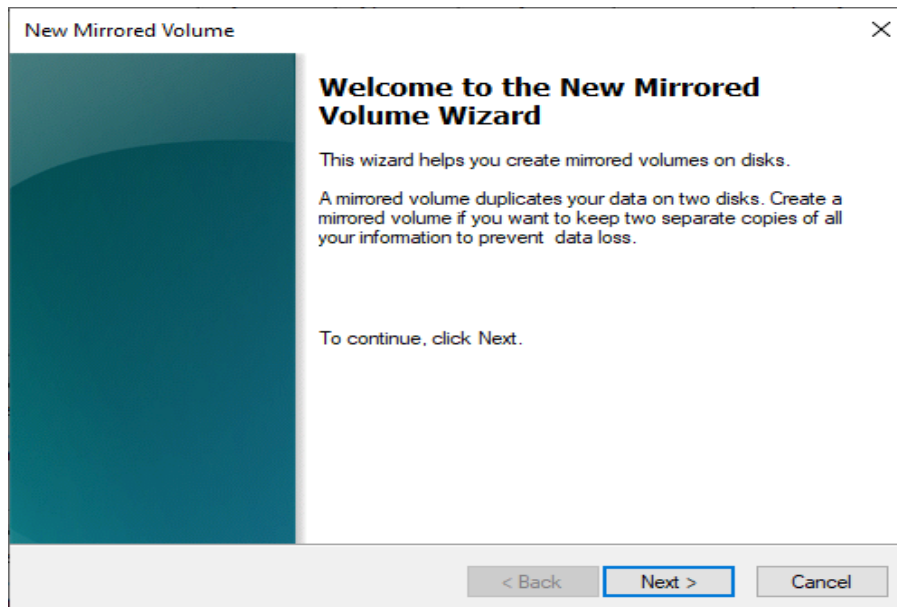 New Mirrored Volume
Welcome to the New Mirrored
Volume Wizard
This wizard helps you create mirrored volumes on disks.
A mirrored volume duplicates your data on two disks. Create a
mirrored volume if you want to keep two separate copies of all
your information to prevent  data loss.
To continue, click Next.
< Back
Next >
Cancel